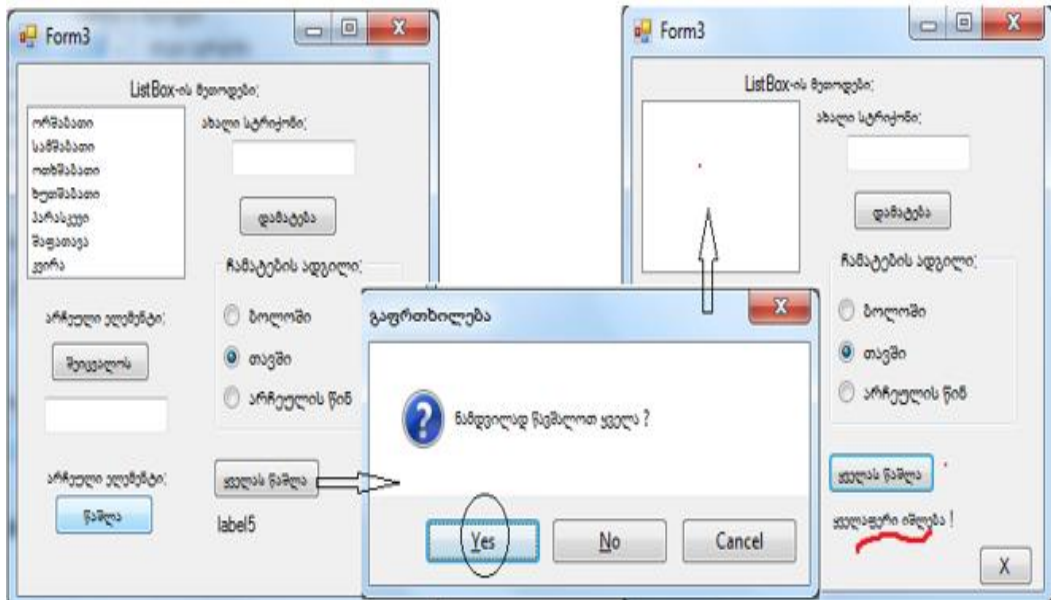 Form3
ListBox-ის მეთოდები:
ორშაბათი
სამშაბათი
ოთხშაბათი
ხუთშაბათი
პარასკევი
შაფათავა
კვირა
ახალი სტრიქონი:
დამატება
ჩამატების ადგილი:
ბოლოში
თავში
არჩეულის წინ
არჩეული ელემენტი:
შეიცვალოს
არჩეული ელემენტი:
წაშლა
ყველას წაშლა
label5
გაფრთხილება
ნამდვილად წავშალოთ ყველა ?
Yes
No
Cancel
Form3
ListBox-ის მეთოდები:
ახალი სტრიქონი:
დამატება
ჩამატების ადგილი:
ბოლოში
თავში
არჩეულის წინ
ყველას წაშლა
ყველაფერი იშლება !
X